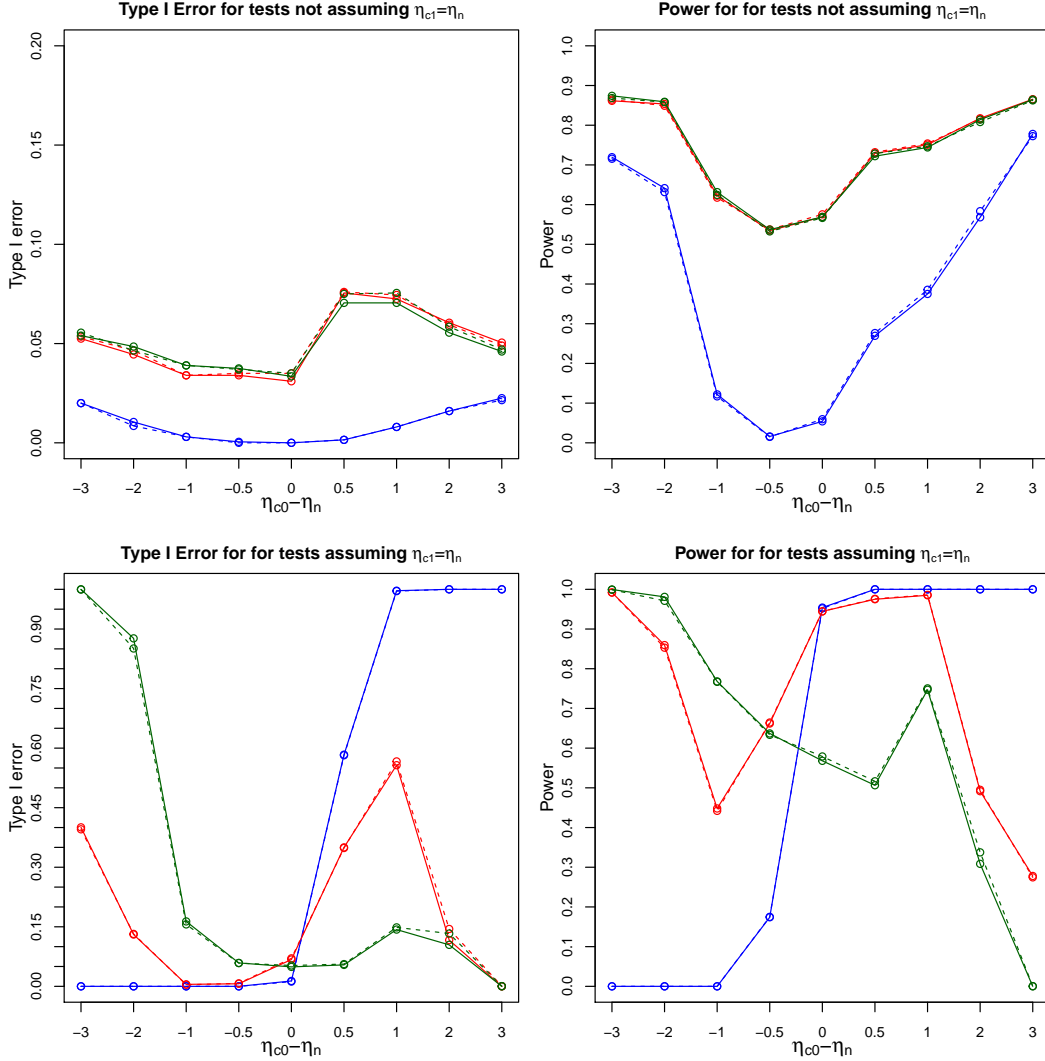 Type I Error for tests not assuming ηc1=ηn
Type I error
0.20
0.15
0.10
0.05
0.00
−3 −2 −1 −0.5 0 0.5 1 2 3
ηc0−ηn
Power for for tests not assuming ηc1=ηn
Power
1.0
0.9
0.8
0.7
0.6
0.5
0.4
0.3
0.2
0.1
0.0
−3 −2 −1 −0.5 0 0.5 1 2 3
ηc0−ηn
Type I Error for for tests assuming ηc1=ηn
Type I error
0.90
0.75
0.60
0.45
0.30
0.15
0.00
−3 −2 −1 −0.5 0 0.5 1 2 3
ηc0−ηn
Power for for tests assuming ηc1=ηn
Power
1.0
0.9
0.8
0.7
0.6
0.5
0.4
0.3
0.2
0.1
0.0
−3 −2 −1 −0.5 0 0.5 1 2 3
ηc0−ηn